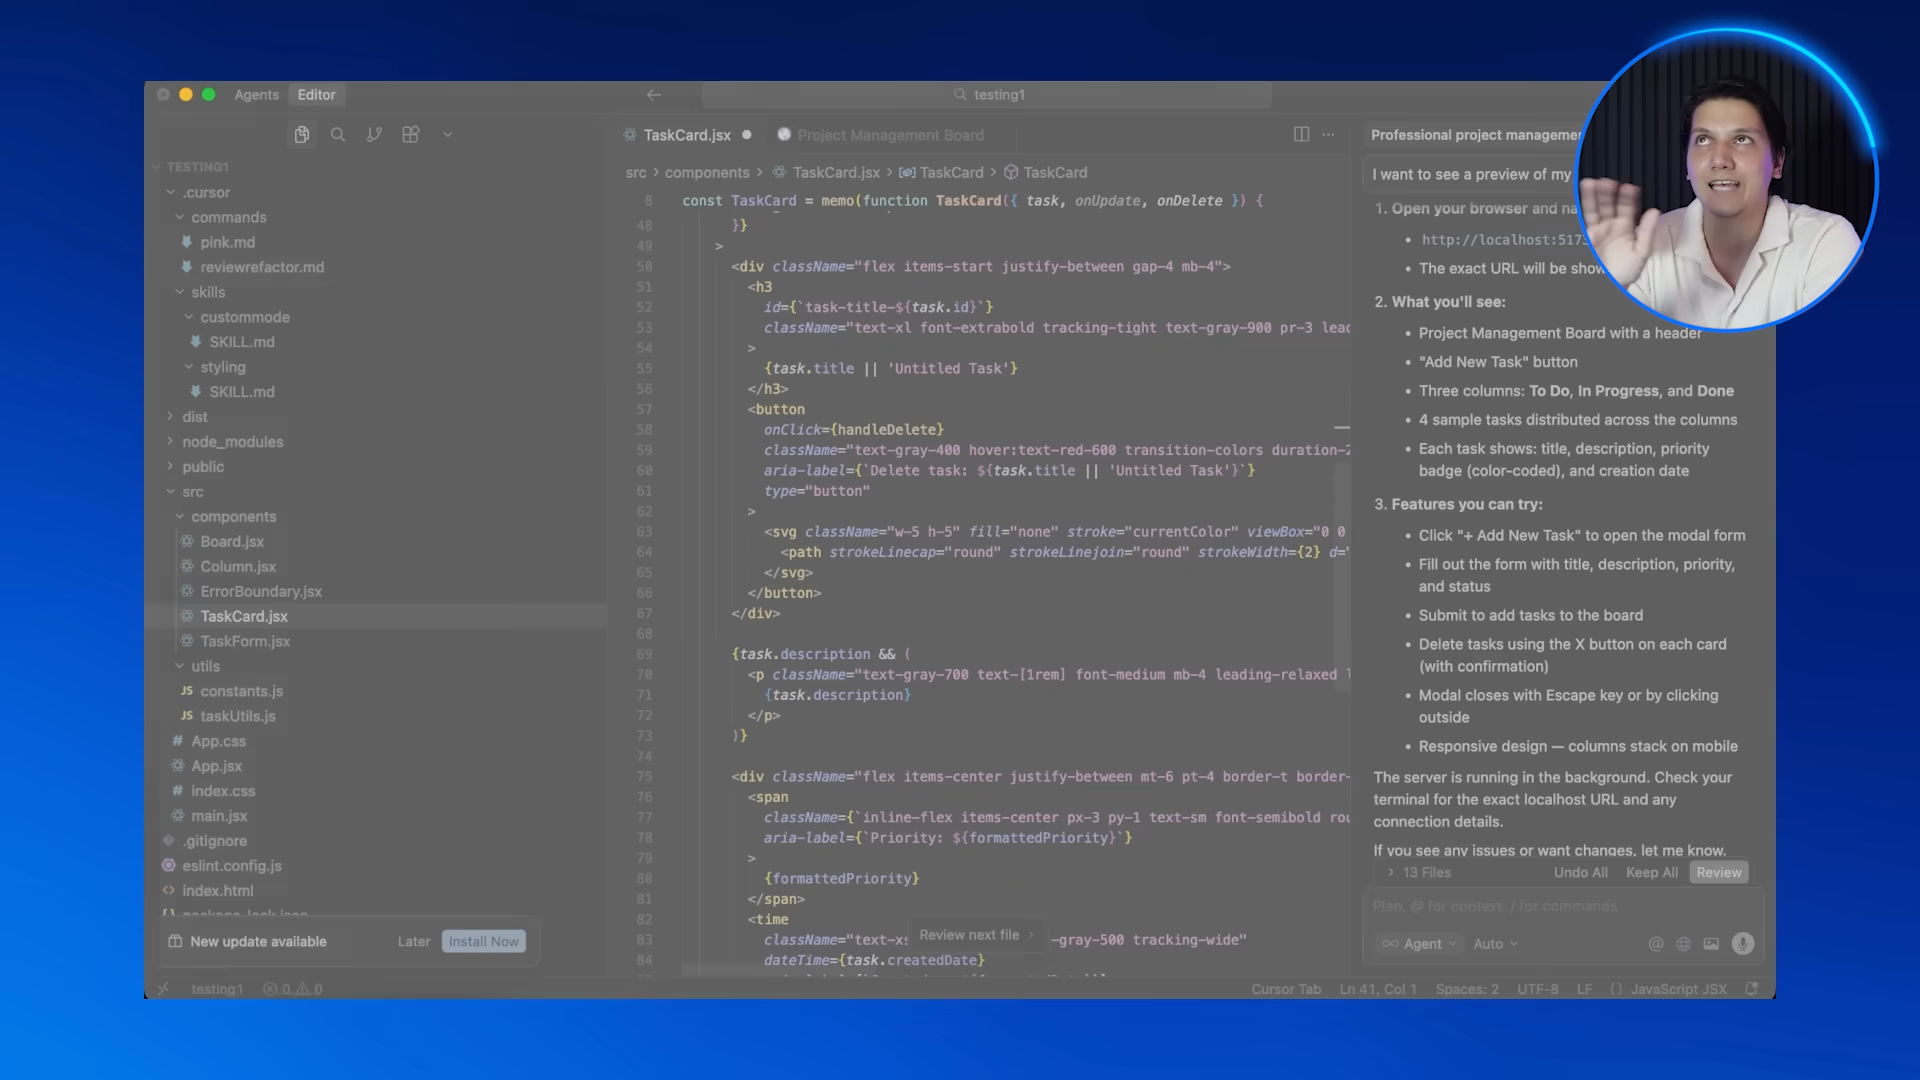 Agents Editor
testing1
TESTING1
.cursor
commands
pink.md
reviewrefactor.md
skills
custommode
SKILL.md
styling
SKILL.md
dist
node_modules
public
src
components
Board.jsx
Column.jsx
ErrorBoundary.jsx
TaskCard.jsx
TaskForm.jsx
utils
JS constants.js
JS taskUtils.js
# App.css
App.jsx
# index.css
main.jsx
.gitignore
eslint.config.js
<> index.html
New update available Later Install Now
TaskCard.jsx Project Management Board
src > components > TaskCard.jsx > TaskCard > TaskCard
8 const TaskCard = memo(function TaskCard({ task, onUpdate, onDelete }) {
48 }}
49 >
50 <div className="flex items-start justify-between gap-4 mb-4">
51 <h3
52 id={`task-title-${task.id}`}
53 className="text-xl font-extrabold tracking-tight text-gray-900 pr-3 leac
54 >
55 {task.title || 'Untitled Task'}
56 </h3>
57 <button
58 onClick={handleDelete}
59 className="text-gray-400 hover:text-red-600 transition-colors duration-2
60 aria-label={`Delete task: ${task.title || 'Untitled Task'}`}
61 type="button"
62 >
63 <svg className="w-5 h-5" fill="none" stroke="currentColor" viewBox="0 0
64 <path strokeLinecap="round" strokeLinejoin="round" strokeWidth={2} d="
65 </svg>
66 </button>
67 </div>
68
69 {task.description && (
70 <p className="text-gray-700 text-[1rem] font-medium mb-4 leading-relaxed
71 {task.description}
72 </p>
73 )}
74
75 <div className="flex items-center justify-between mt-6 pt-4 border-t border-
76 <span
77 className={`inline-flex items-center px-3 py-1 text-sm font-semibold rou
78 aria-label={`Priority: ${formattedPriority}`}
79 >
80 {formattedPriority}
81 </span>
82 <time
83 className="text-xs -gray-500 tracking-wide"
84 dateTime={task.createdDate}
Review next file >
Professional project managemen
I want to see a preview of my
1. Open your browser and na
• http://localhost:5173
• The exact URL will be show
2. What you'll see:
• Project Management Board with a header
• "Add New Task" button
• Three columns: To Do, In Progress, and Done
• 4 sample tasks distributed across the columns
• Each task shows: title, description, priority
badge (color-coded), and creation date
3. Features you can try:
• Click "+ Add New Task" to open the modal form
• Fill out the form with title, description, priority,
and status
• Submit to add tasks to the board
• Delete tasks using the X button on each card
(with confirmation)
• Modal closes with Escape key or by clicking
outside
• Responsive design — columns stack on mobile
The server is running in the background. Check your
terminal for the exact localhost URL and any
connection details.
If you see any issues or want changes, let me know.
> 13 Files Undo All Keep All Review
Plan, @ for context, / for commands
Agent Auto
testing1 0 0
Cursor Tab Ln 41, Col 1 Spaces: 2 UTF-8 LF {} JavaScript JSX